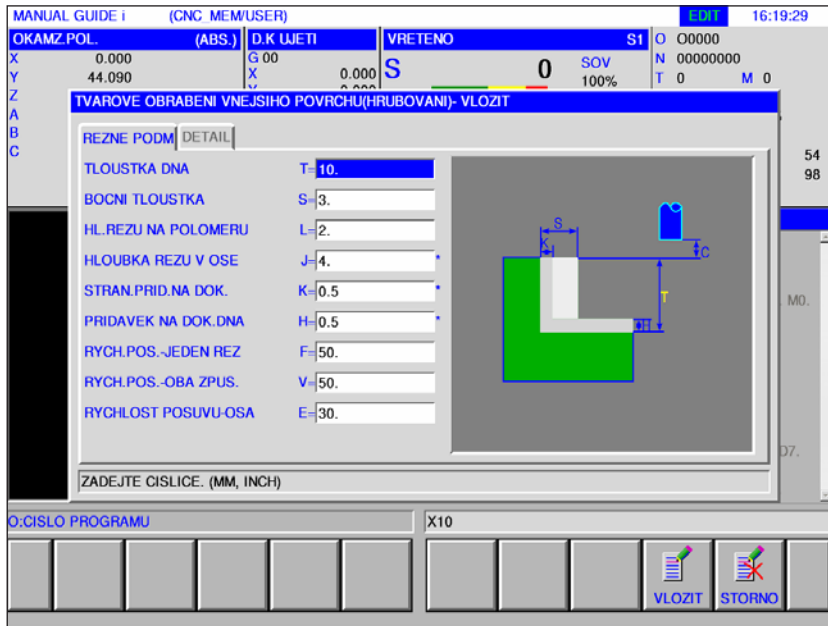 MANUAL GUIDE i (CNC_MEM/USER) EDIT 16:19:29
OKAMZ.POL. (ABS.) D.K UJETI VRETENO S1 O O0000
X 0.000 G 00 S 0 SOV 100% N 00000000
Y 44.090 X 0.000 T 0 M 0
Z
A
B
C
54
98
TVAROVE OBRABENI VNEJSIHO POVRCHU(HRUBOVANI)- VLOZIT
REZNE PODM DETAIL
TLOUSTKA DNA T= 10.
BOCNI TLOUSTKA S= 3.
HL.REZU NA POLOMERU L= 2.
HLOUBKA REZU V OSE J= 4. *
STRAN.PRID.NA DOK. K= 0.5 *
PRIDAVEK NA DOK.DNA H= 0.5 *
RYCH.POS.-JEDEN REZ F= 50.
RYCH.POS.-OBA ZPUS. V= 50.
RYCHLOST POSUVU-OSA E= 30.
S
K
C
T
H
M0.
D7.
ZADEJTE CISLICE. (MM, INCH)
O:CISLO PROGRAMU X10
VLOZIT STORNO